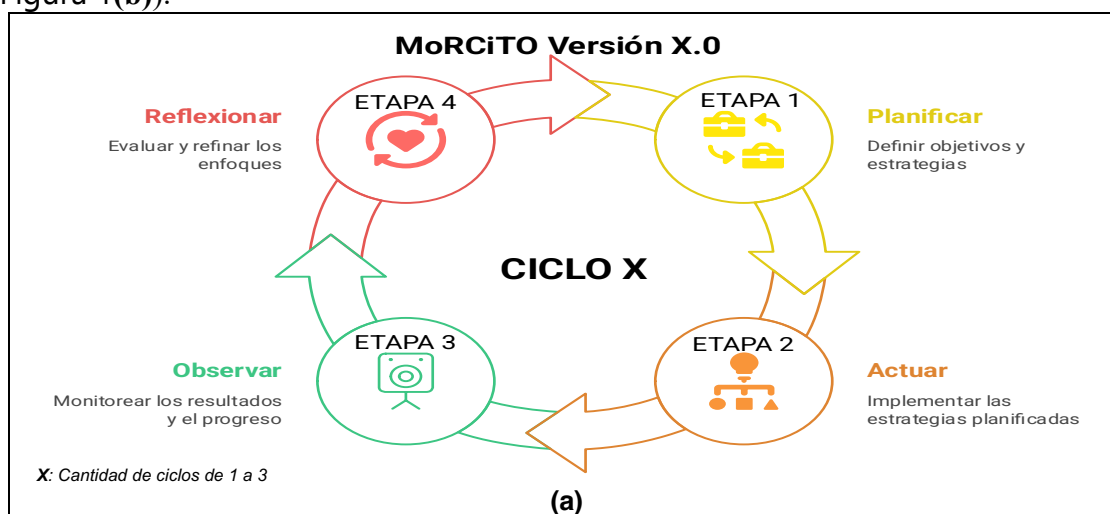 Figura 1(b)).
MoRCiTO Versión X.0
ETAPA 4
ETAPA 1
Reflexionar
Evaluar y refinar los
enfoques
Planificar
Definir objetivos y
estrategias
CICLO X
ETAPA 3
ETAPA 2
Observar
Monitorear los resultados
y el progreso
Actuar
Implementar las
estrategias planificadas
X: Cantidad de ciclos de 1 a 3
(a)